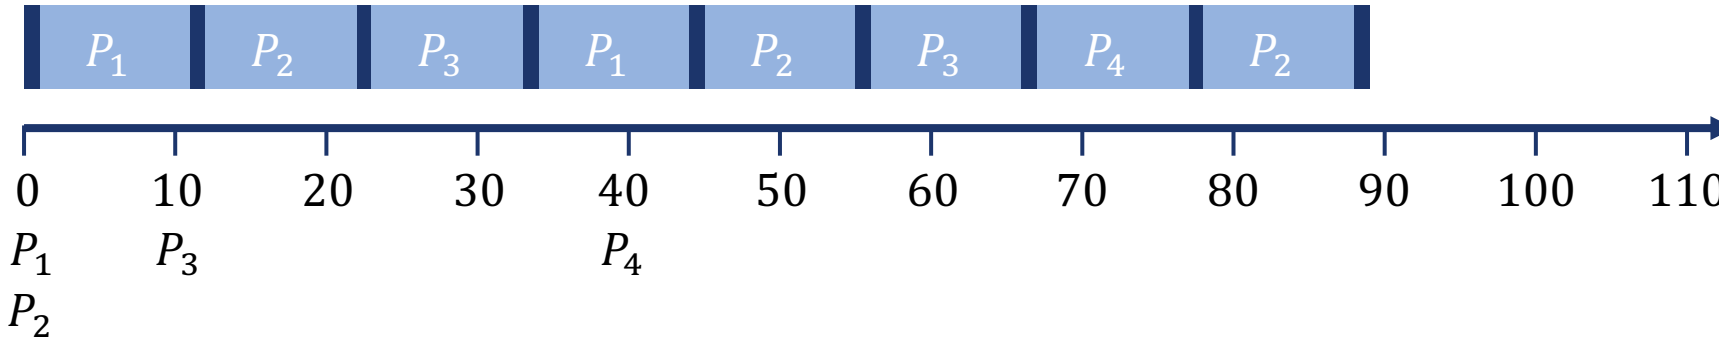 P₁ P₂ P₃ P₁ P₂ P₃ P₄ P₂
0 10 20 30 40 50 60 70 80 90 100 110
P₁ P₃ P₄
P₂